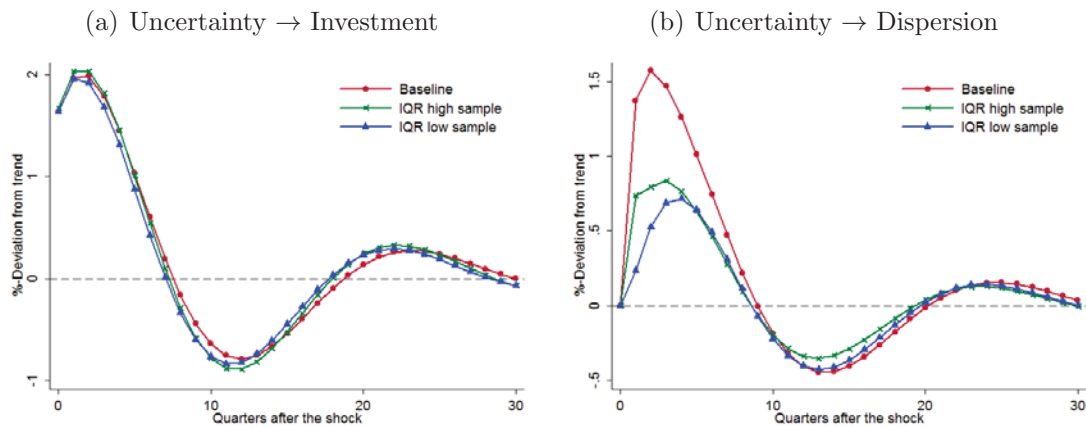 (a) Uncertainty → Investment
%-Deviation from trend
2
1
0
-1
Baseline
IQR high sample
IQR low sample
0 10 20 30
Quarters after the shock
(b) Uncertainty → Dispersion
%-Deviation from trend
1.5
1
.5
0
-.5
Baseline
IQR high sample
IQR low sample
0 10 20 30
Quarters after the shock